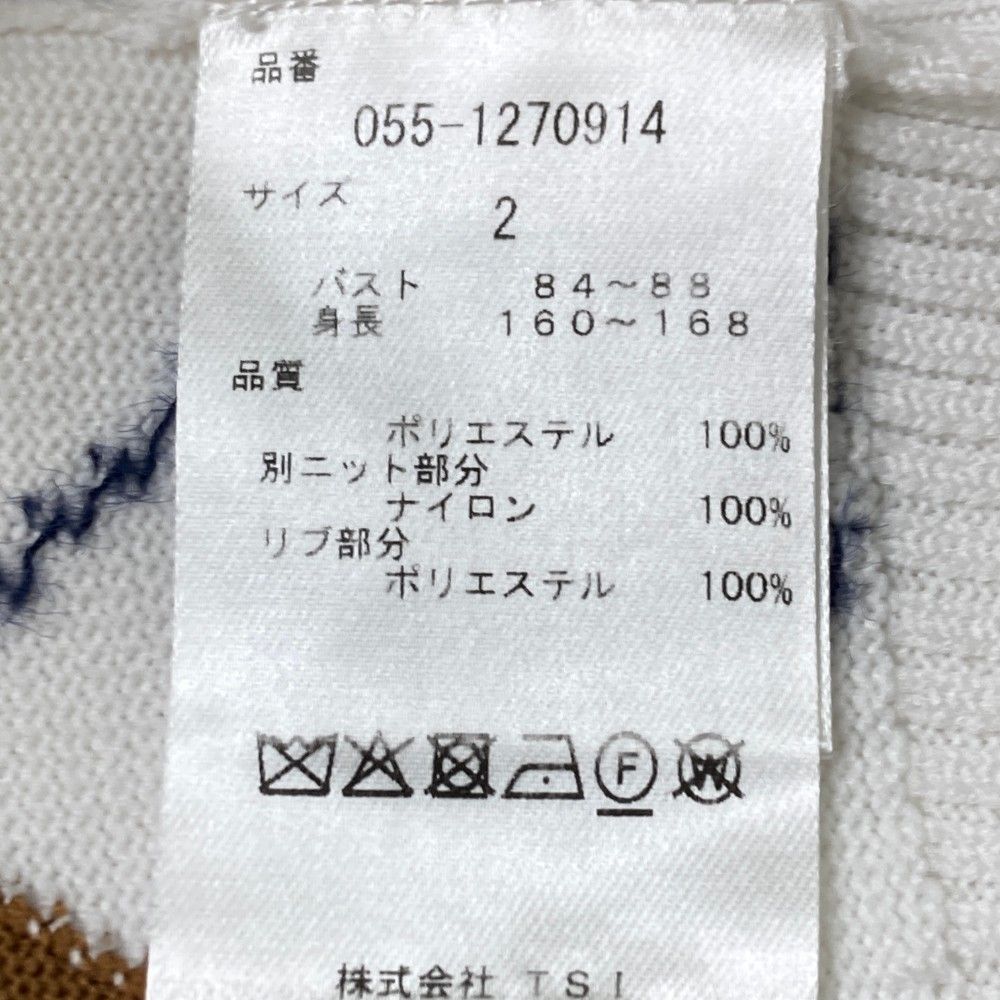 品番
055-1270914
サイズ
2
バスト 84～88
身長 160～168
品質
ポリエステル 100%
別ニット部分
ナイロン 100%
リブ部分
ポリエステル 100%
F W
株式会社 TSI